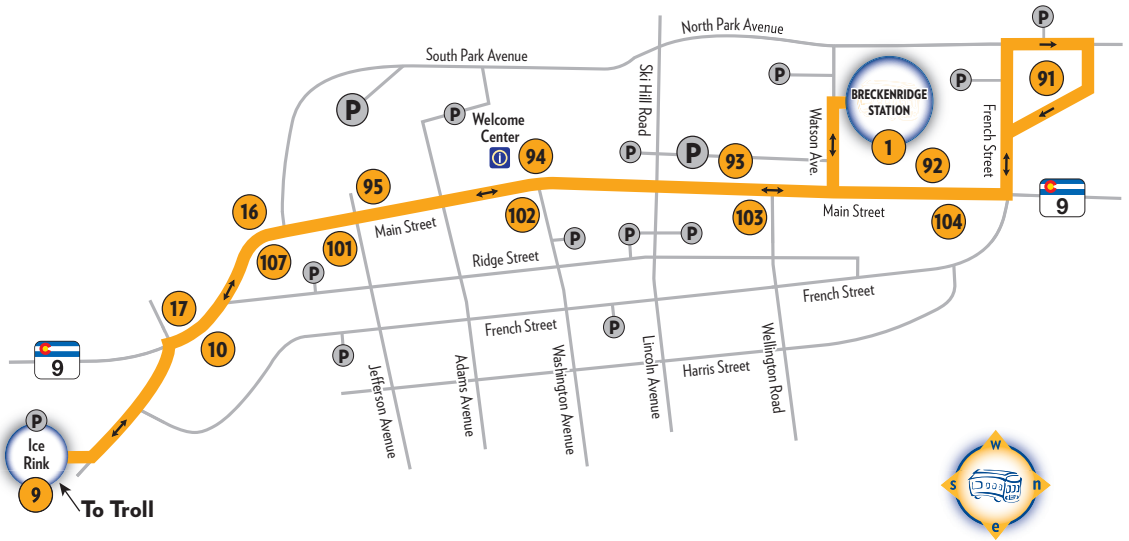 P
North Park Avenue
South Park Avenue
Ski Hill Road
P
P
91
BRECKENRIDGE
STATION
P
P
Welcome
Center
i
Watson Ave.
French Street
1
94
P
P
93
92
95
16
102
103
Main Street
104
9
Main Street
101
107
P
P
P
Ridge Street
P
17
10
French Street
French Street
P
P
9
Jefferson Avenue
Adams Avenue
Washington Avenue
Lincoln Avenue
Wellington Road
Harris Street
P
Ice
Rink
9
To Troll
w
s
n
e